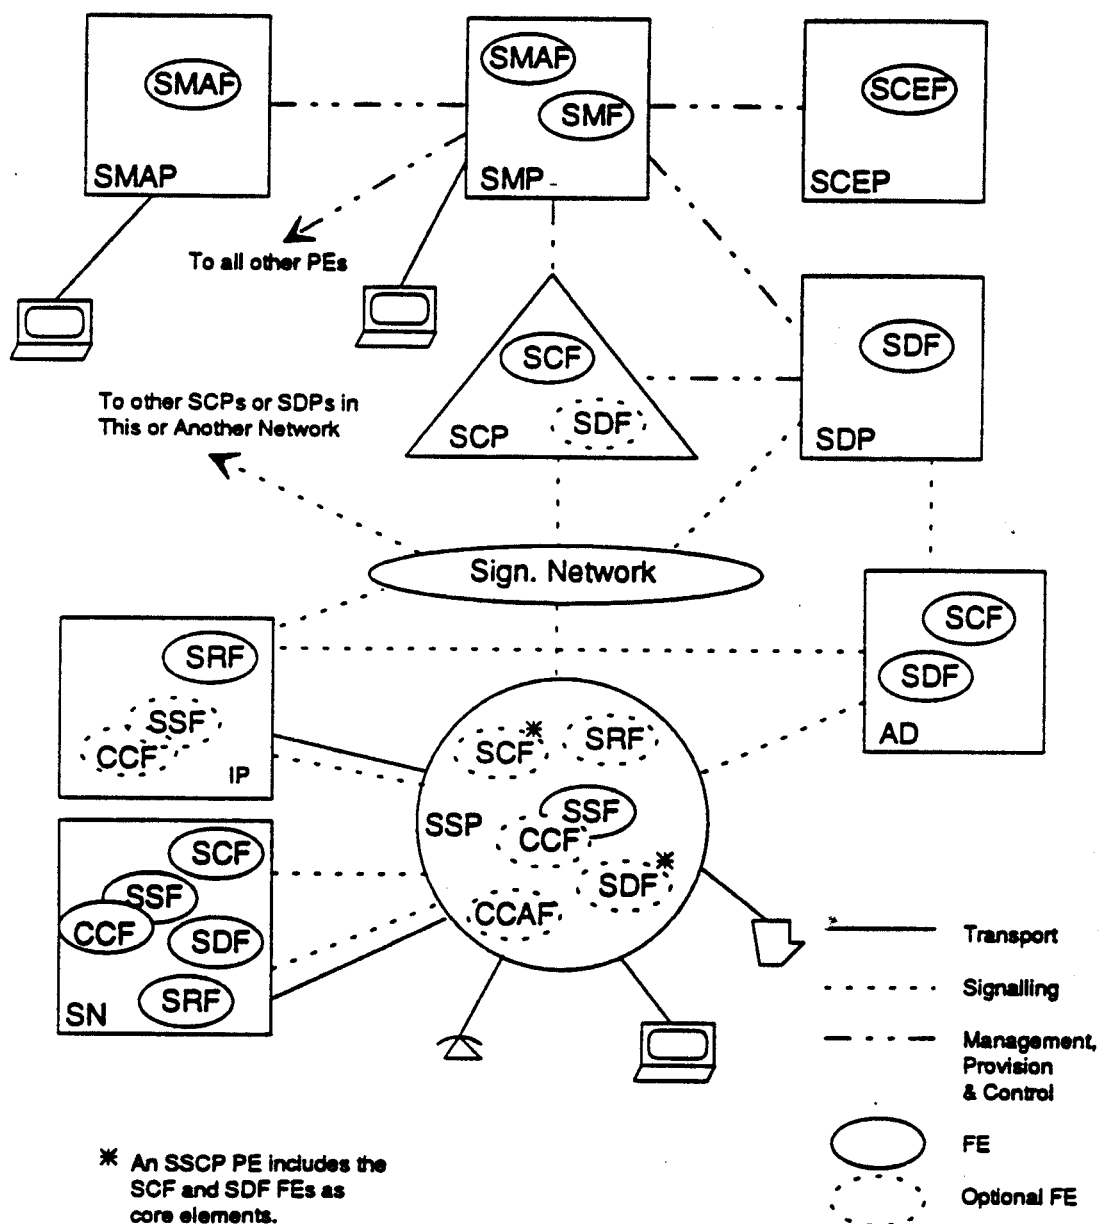 SMAF
SMAP
SMAF
SMF
SMP
SCEF
SCEP
To all other PEs
SCF
SDF
SCP
SDF
SDP
To other SCPs or SDPs in
This or Another Network
Sign. Network
SRF
SSF
CCF
IP
SCF
SDF
AD
SCF*
SRF
SSP
SSF
CCF
SDF*
CCAF
SCF
SSF
CCF
SDF
SRF
SN
Transport
Signalling
Management,
Provision
& Control
FE
Optional FE
* An SSCP PE includes the
SCF and SDF FEs as
core elements.